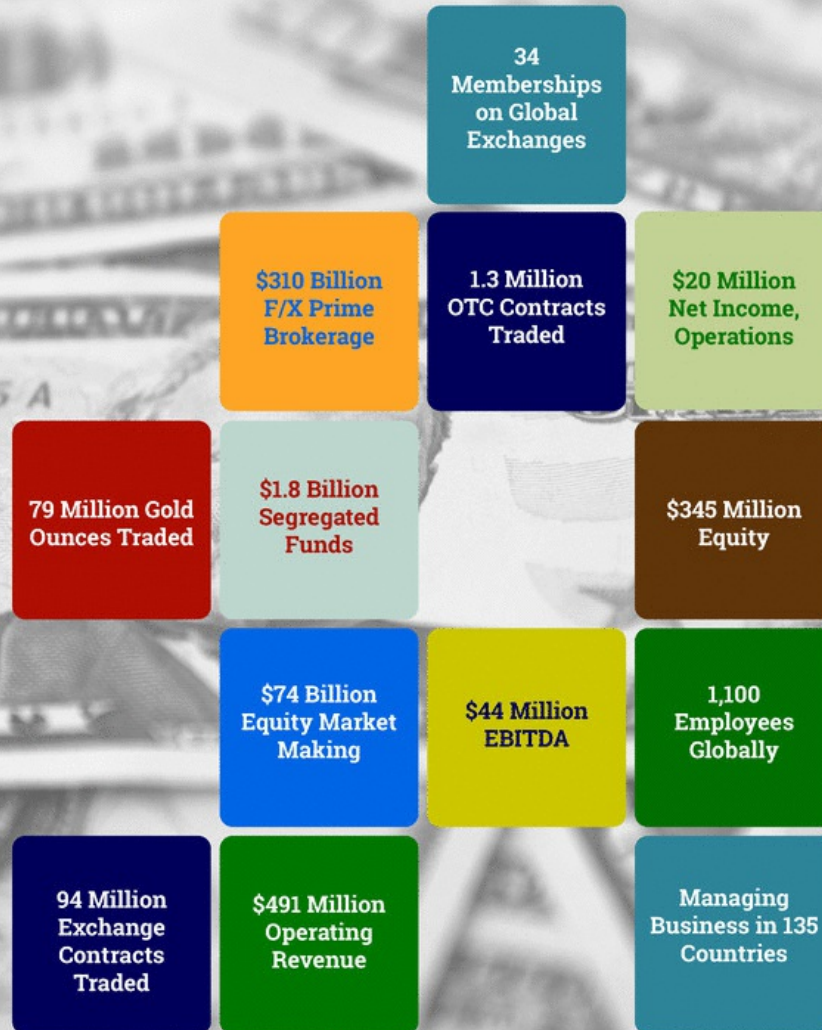 34
Memberships
on Global
Exchanges
$310 Billion
F/X Prime
Brokerage
1.3 Million
OTC Contracts
Traded
$20 Million
Net Income,
Operations
79 Million Gold
Ounces Traded
$1.8 Billion
Segregated
Funds
$345 Million
Equity
$74 Billion
Equity Market
Making
$44 Million
EBITDA
1,100
Employees
Globally
94 Million
Exchange
Contracts
Traded
$491 Million
Operating
Revenue
Managing
Business in 135
Countries